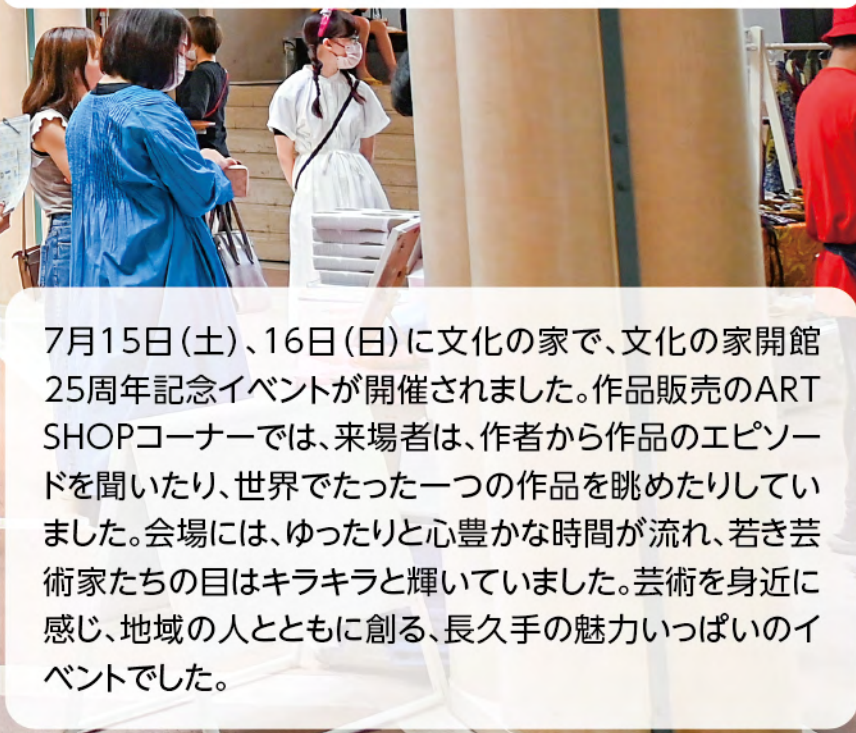 7月15日(土)、16日(日)に文化の家で、文化の家開館
25周年記念イベントが開催されました。作品販売のART
SHOPコーナーでは、来場者は、作者から作品のエピソー
ドを聞いたり、世界でたった一つの作品を眺めたりしてい
ました。会場には、ゆったりと心豊かな時間が流れ、若き芸
術家たちの目はキラキラと輝いていました。芸術を身近に
感じ、地域の人とともに創る、長久手の魅力いっぱいのイ
ベントでした。